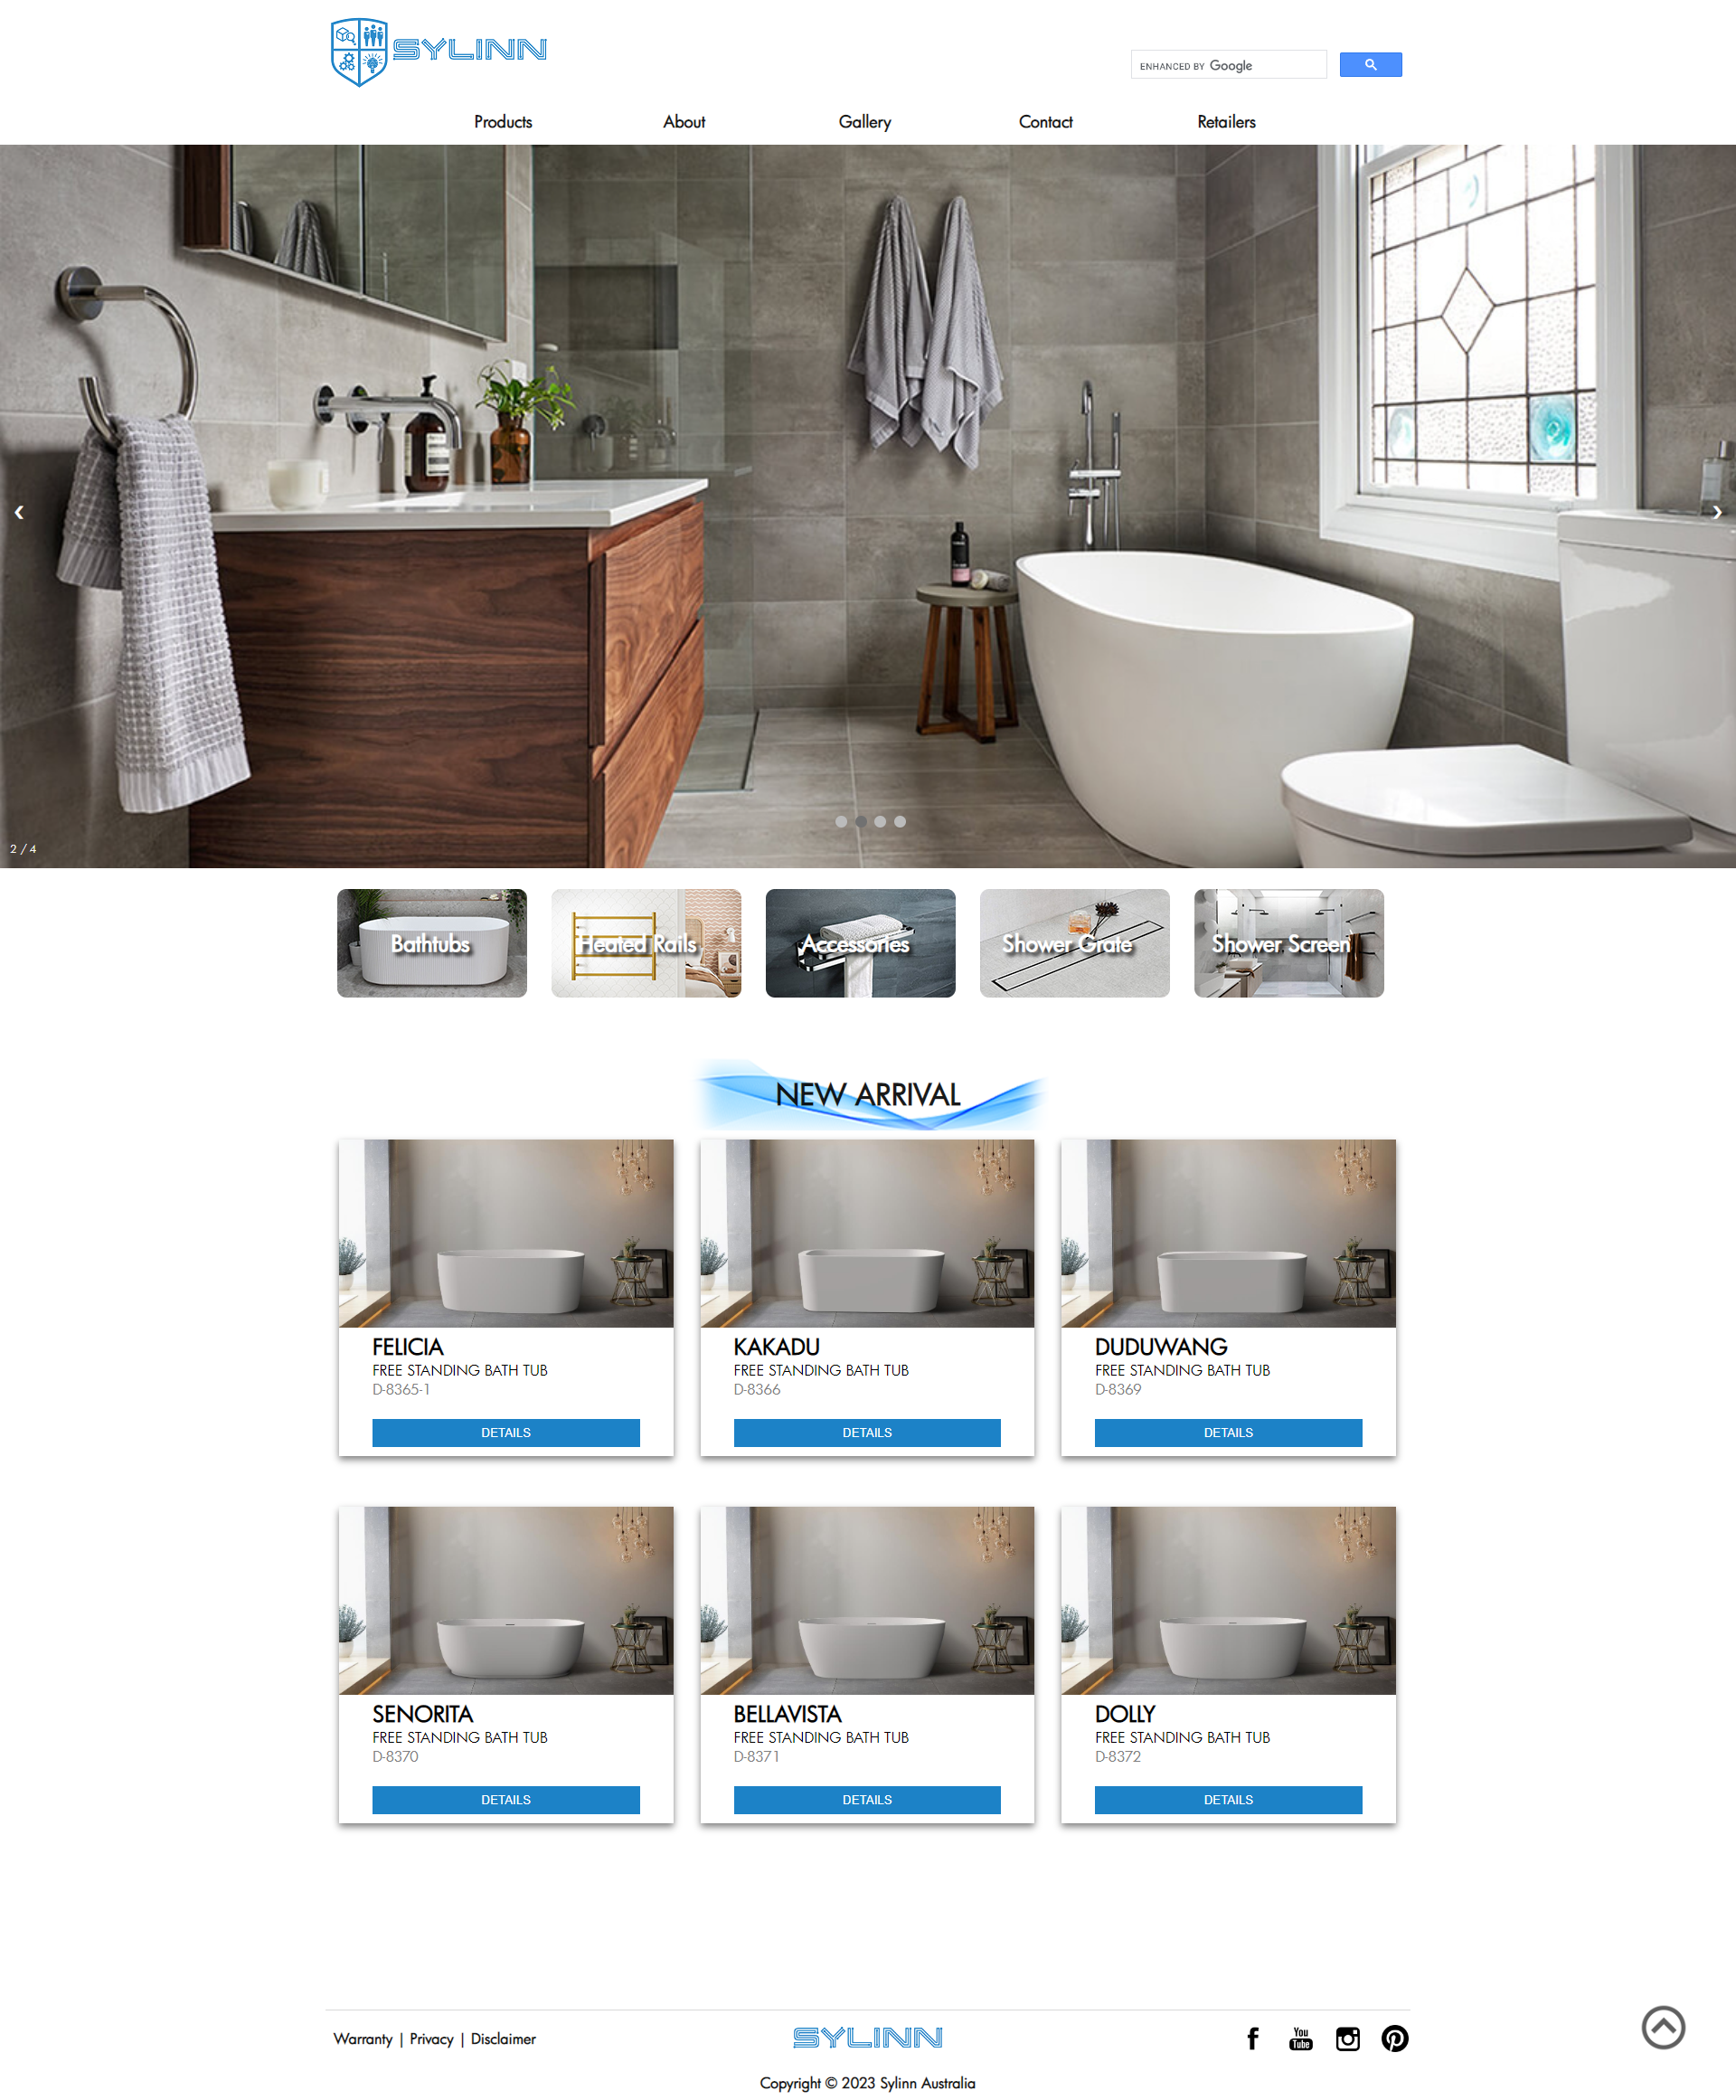 SYLINN
ENHANCED BY Google
Products
About
Gallery
Contact
Retailers
2 / 4
Bathtubs
Heated Rails
Accessories
Shower Grate
Shower Screen
NEW ARRIVAL
FELICIA
FREE STANDING BATH TUB
D-8365-1
DETAILS
KAKADU
FREE STANDING BATH TUB
D-8366
DETAILS
DUDUWANG
FREE STANDING BATH TUB
D-8369
DETAILS
SENORITA
FREE STANDING BATH TUB
D-8370
DETAILS
BELLAVISTA
FREE STANDING BATH TUB
D-8371
DETAILS
DOLLY
FREE STANDING BATH TUB
D-8372
DETAILS
Warranty | Privacy | Disclaimer
SYLINN
You
Tube
Copyright © 2023 Sylinn Australia